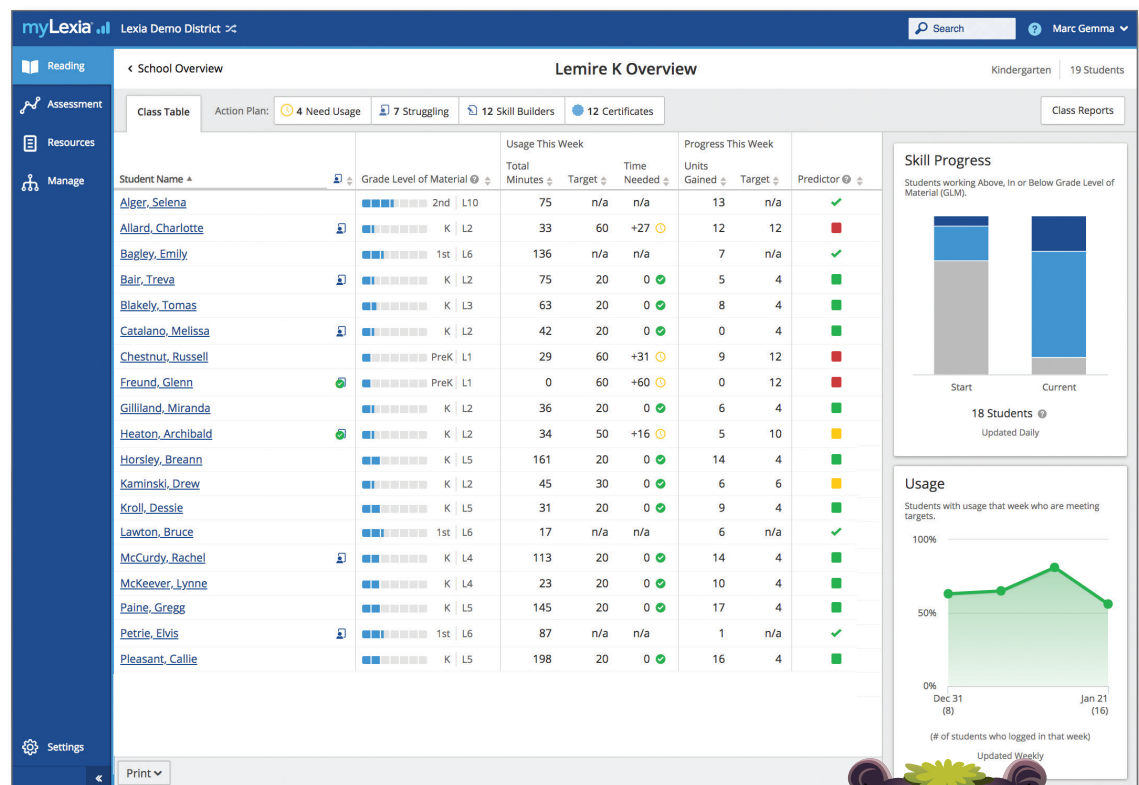 myLexia Lexia Demo District Search ? Marc Gemma
Reading
Assessment
Resources
Manage
Settings
«
‹ School Overview Lemire K Overview Kindergarten 19 Students
Class Table Action Plan: 4 Need Usage 7 Struggling 12 Skill Builders 12 Certificates Class Reports
Usage This Week Progress This Week
Student Name Grade Level of Material ? Total Minutes Target Time Needed Units Gained Target Predictor ?
Alger, Selena 2nd L10 75 n/a n/a 13 n/a
Allard, Charlotte K L2 33 60 +27 12 12
Bagley, Emily 1st L6 136 n/a n/a 7 n/a
Bair, Treva K L2 75 20 0 5 4
Blakely, Tomas K L3 63 20 0 8 4
Catalano, Melissa K L2 42 20 0 0 4
Chestnut, Russell PreK L1 29 60 +31 9 12
Freund, Glenn PreK L1 0 60 +60 0 12
Gilliland, Miranda K L2 36 20 0 6 4
Heaton, Archibald K L2 34 50 +16 5 10
Horsley, Breann K L5 161 20 0 14 4
Kaminski, Drew K L2 45 30 0 6 6
Kroll, Dessie K L5 31 20 0 9 4
Lawton, Bruce 1st L6 17 n/a n/a 6 n/a
McCurdy, Rachel K L4 113 20 0 14 4
McKeever, Lynne K L4 23 20 0 10 4
Paine, Gregg K L5 145 20 0 17 4
Petrie, Elvis 1st L6 87 n/a n/a 1 n/a
Pleasant, Callie K L5 198 20 0 16 4
Print
Skill Progress
Students working Above, In or Below Grade Level of
Material (GLM).
Start Current
18 Students ?
Updated Daily
Usage
Students with usage that week who are meeting
targets.
100%
50%
0%
Dec 31 Jan 21
(8) (16)
(# of students who logged in that week)
Updated Weekly